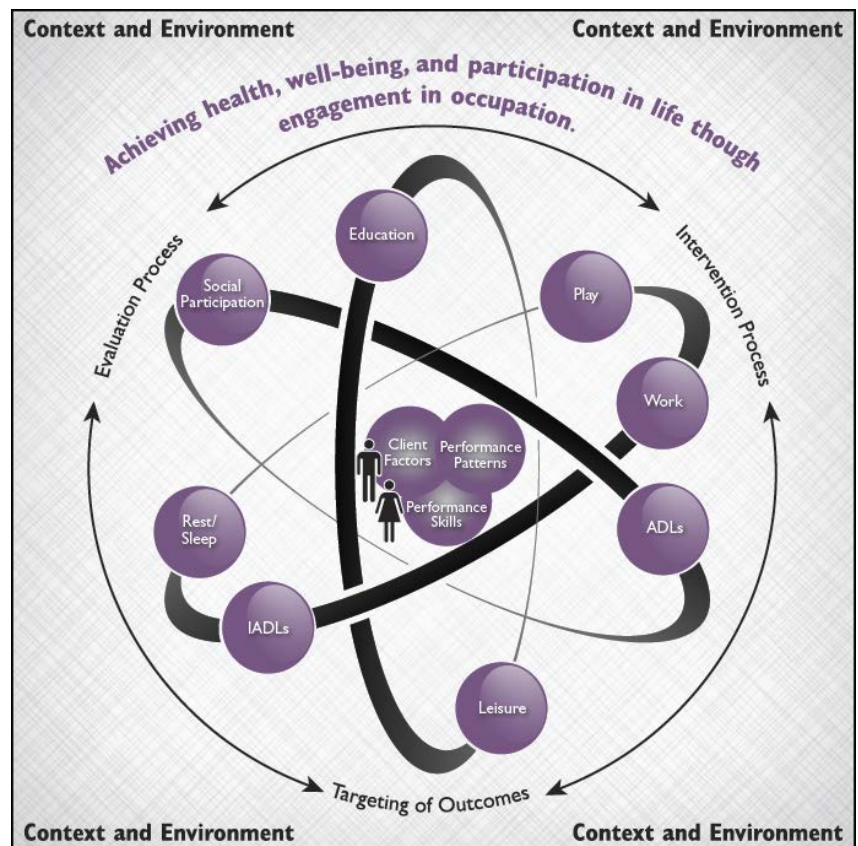 Context and Environment
Context and Environment
Achieving health, well-being, and participation in life though
engagement in occupation.
Evaluation Process
Intervention Process
Education
Social
Participation
Play
Work
Client
Factors
Performance
Patterns
Performance
Skills
ADLs
Rest/
Sleep
IADLs
Leisure
Targeting of Outcomes
Context and Environment
Context and Environment